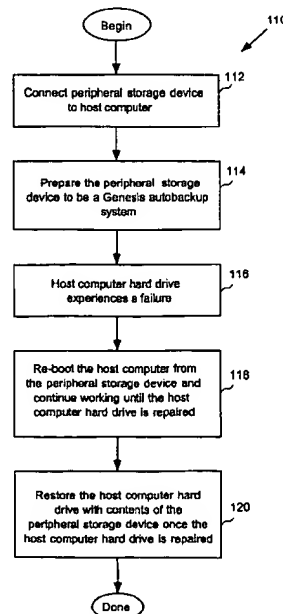 Begin
110
Connect peripheral storage device
to host computer
112
Prepare the peripheral storage
device to be a Genesis autobackup
system
114
Host computer hard drive
experiences a failure
116
Re-boot the host computer from
the peripheral storage device and
continue working until the host
computer hard drive is repaired
118
Restore the host computer hard
drive with contents of the
peripheral storage device once the
host computer hard drive is repaired
120
Done